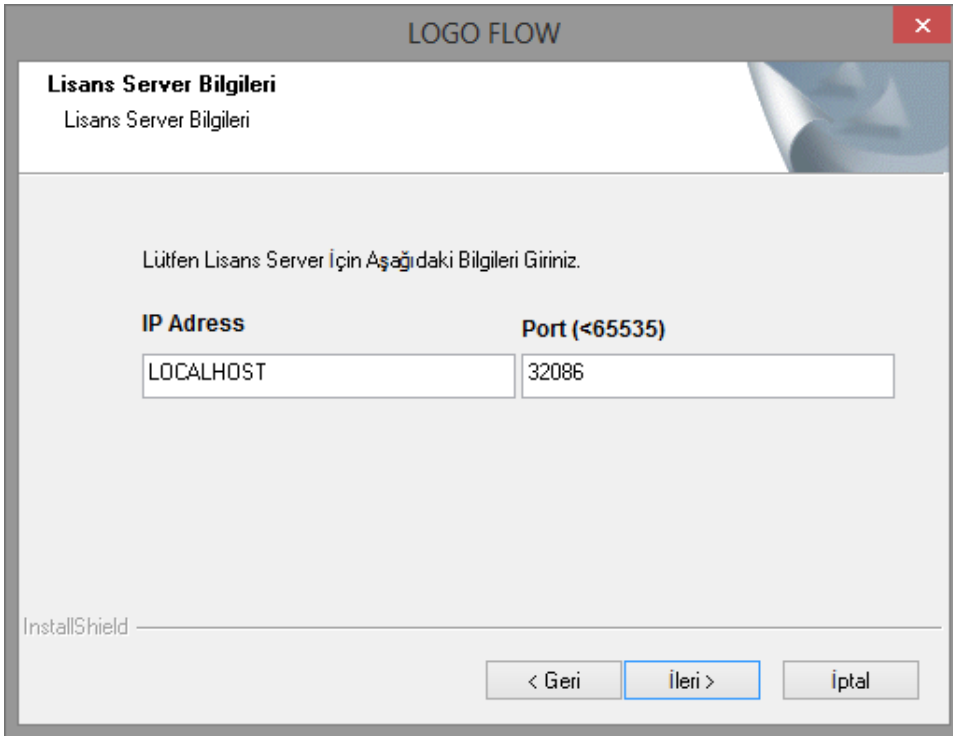 LOGO FLOW
Lisans Server Bilgileri
Lisans Server Bilgileri
Lütfen Lisans Server İçin Aşağıdaki Bilgileri Giriniz.
IP Adress Port (<65535)
LOCALHOST 32086
InstallShield
< Geri İleri > İptal